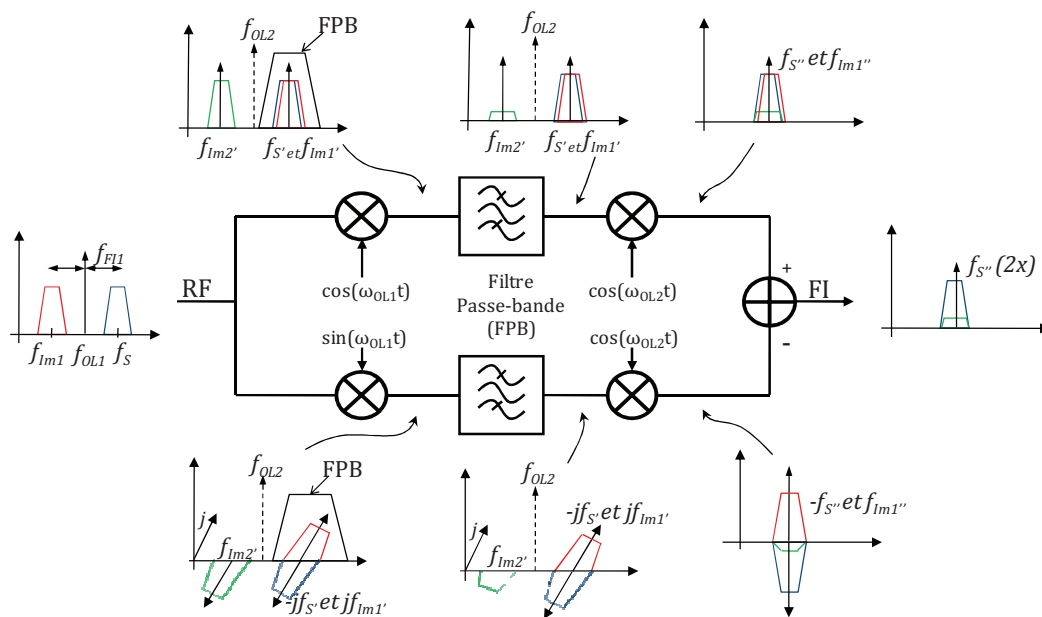 f_OL2
FPB
f_Im2'
f_S' et f_Im1'
f_OL2
f_Im2'
f_S' et f_Im1'
f_S'' et f_Im1''
f_FI1
f_Im1
f_OL1
f_S
RF
cos(ω_OL1t)
sin(ω_OL1t)
Filtre
Passe-bande
(FPB)
cos(ω_OL2t)
cos(ω_OL2t)
+
-
FI
f_S'' (2x)
f_OL2
FPB
j
f_Im2'
-jf_S' et jf_Im1'
f_OL2
j
f_Im2'
-jf_S' et jf_Im1'
-f_S'' et f_Im1''